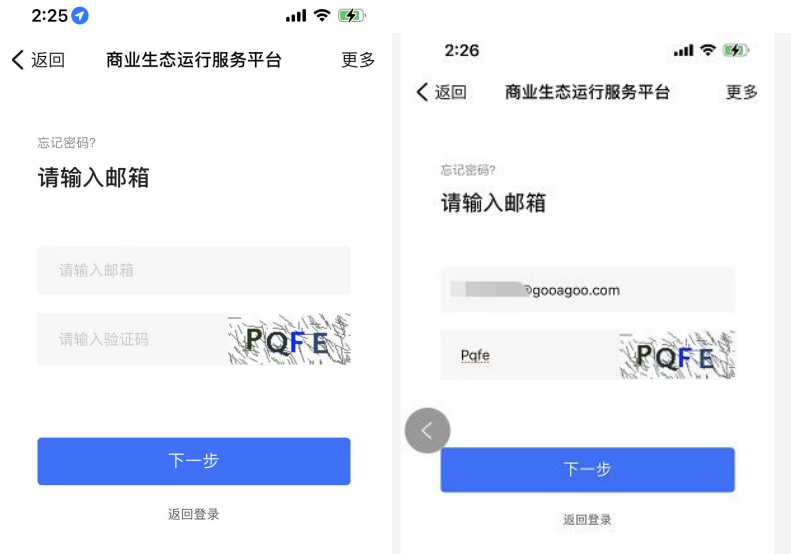 2:25
返回 商业生态运行服务平台 更多
忘记密码?
请输入邮箱
请输入邮箱
请输入验证码 PQFE
下一步
返回登录
2:26
返回 商业生态运行服务平台 更多
忘记密码?
请输入邮箱
@gooagoo.com
Pqfe PQFE
下一步
返回登录